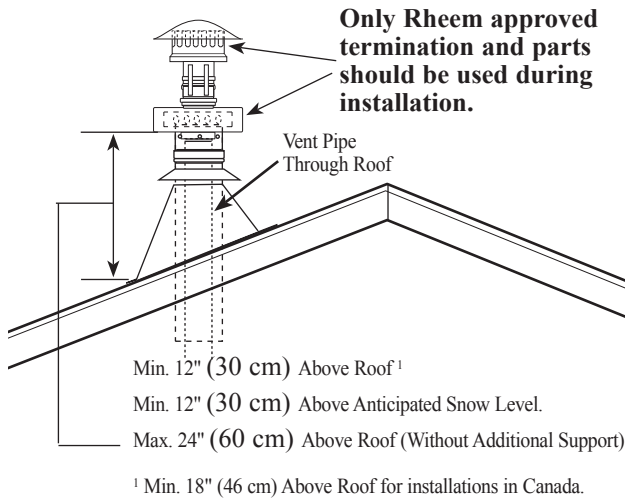 Only Rheem approved
termination and parts
should be used during
installation.
Vent Pipe
Through Roof
Min. 12" (30 cm) Above Roof ¹
Min. 12" (30 cm) Above Anticipated Snow Level.
Max. 24" (60 cm) Above Roof (Without Additional Support)
¹ Min. 18" (46 cm) Above Roof for installations in Canada.